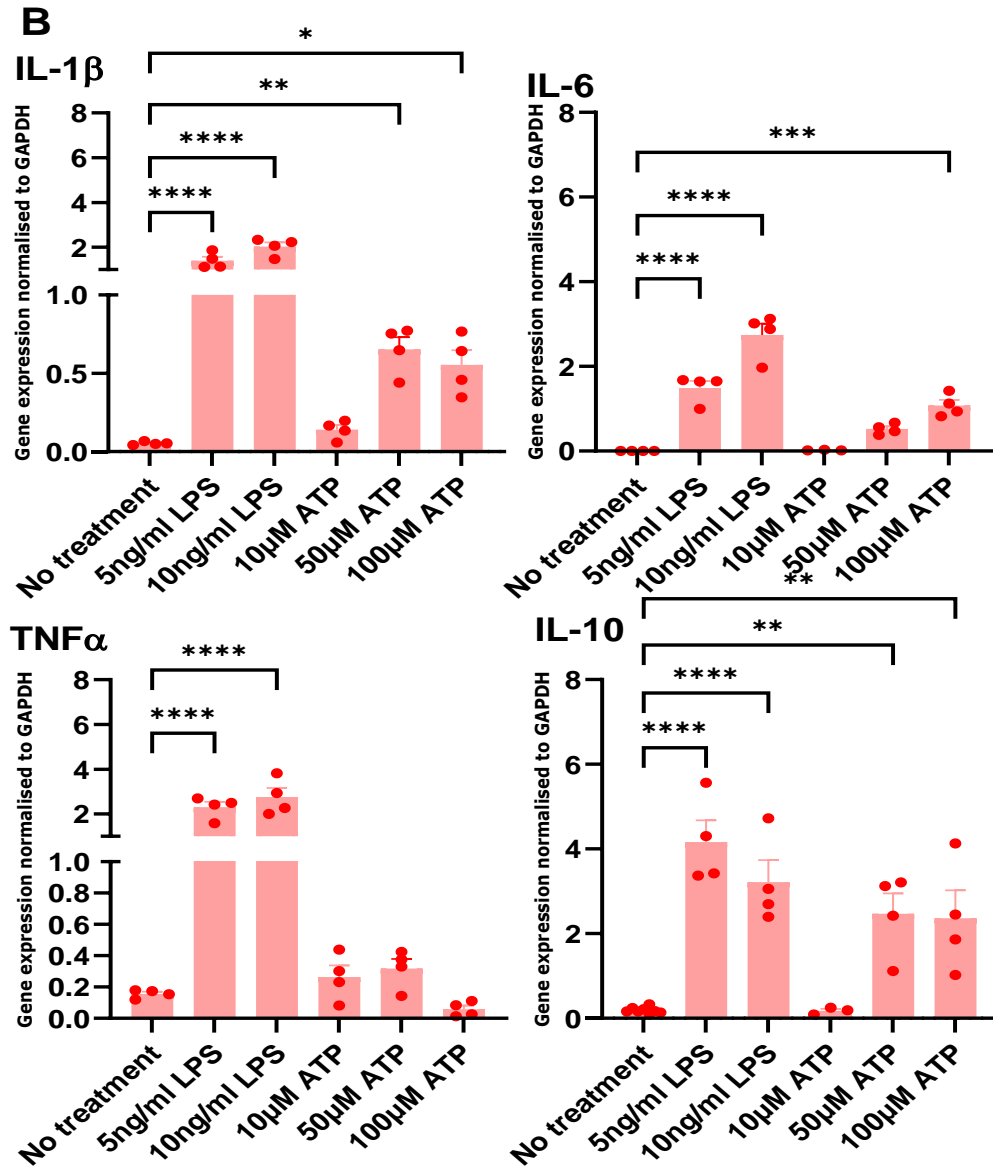 B
IL-1β
Gene expression normalised to GAPDH
*
**
****
****
8
6
4
2
1.0
0.5
0.0
No treatment
5ng/ml LPS
10ng/ml LPS
10µM ATP
50µM ATP
100µM ATP
IL-6
Gene expression normalised to GAPDH
***
****
****
8
6
4
2
0
No treatment
5ng/ml LPS
10ng/ml LPS
10µM ATP
50µM ATP
100µM ATP
TNFα
Gene expression normalised to GAPDH
****
****
8
6
4
2
1.0
0.8
0.6
0.4
0.2
0.0
No treatment
5ng/ml LPS
10ng/ml LPS
10µM ATP
50µM ATP
100µM ATP
IL-10
Gene expression normalised to GAPDH
**
**
****
****
8
6
4
2
0
No treatment
5ng/ml LPS
10ng/ml LPS
10µM ATP
50µM ATP
100µM ATP